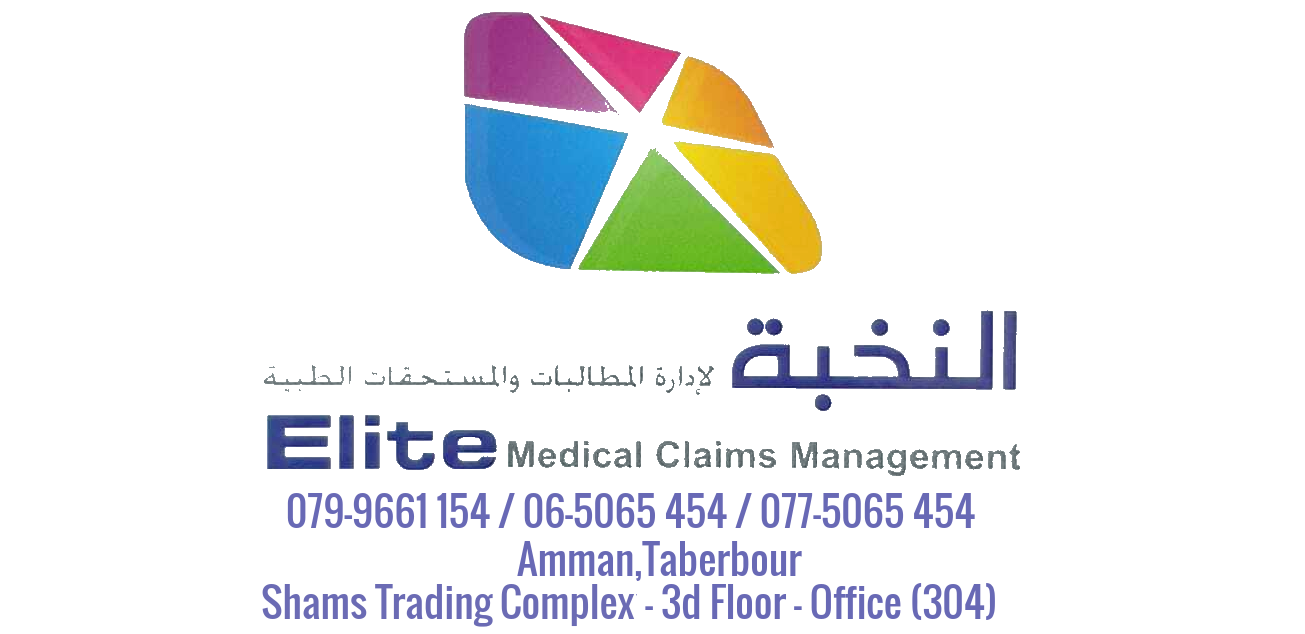 النخبة لإدارة المطالبات والمستحقات الطبية
Elite Medical Claims Management
079-9661 154 / 06-5065 454 / 077-5065 454
Amman,Taberbour
Shams Trading Complex - 3d Floor - Office (304)